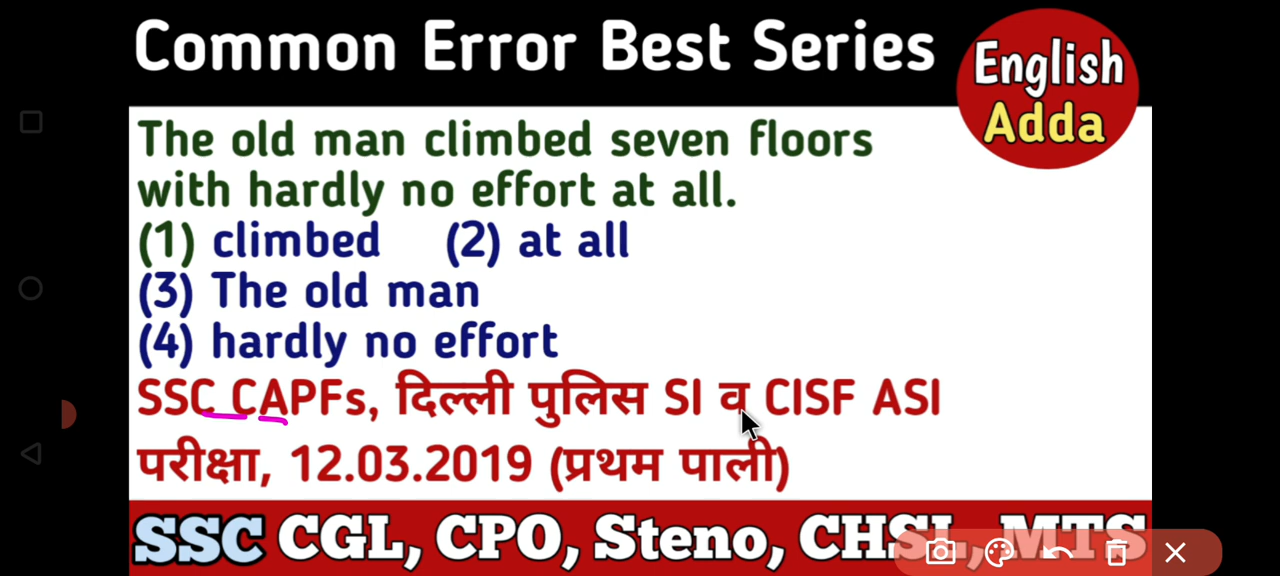 Common Error Best Series
English
Adda
The old man climbed seven floors
with hardly no effort at all.
(1) climbed (2) at all
(3) The old man
(4) hardly no effort
SSC CAPFs, दिल्ली पुलिस SI व CISF ASI
परीक्षा, 12.03.2019 (प्रथम पाली)
SSC CGL, CPO, Steno, CHSL, MTS